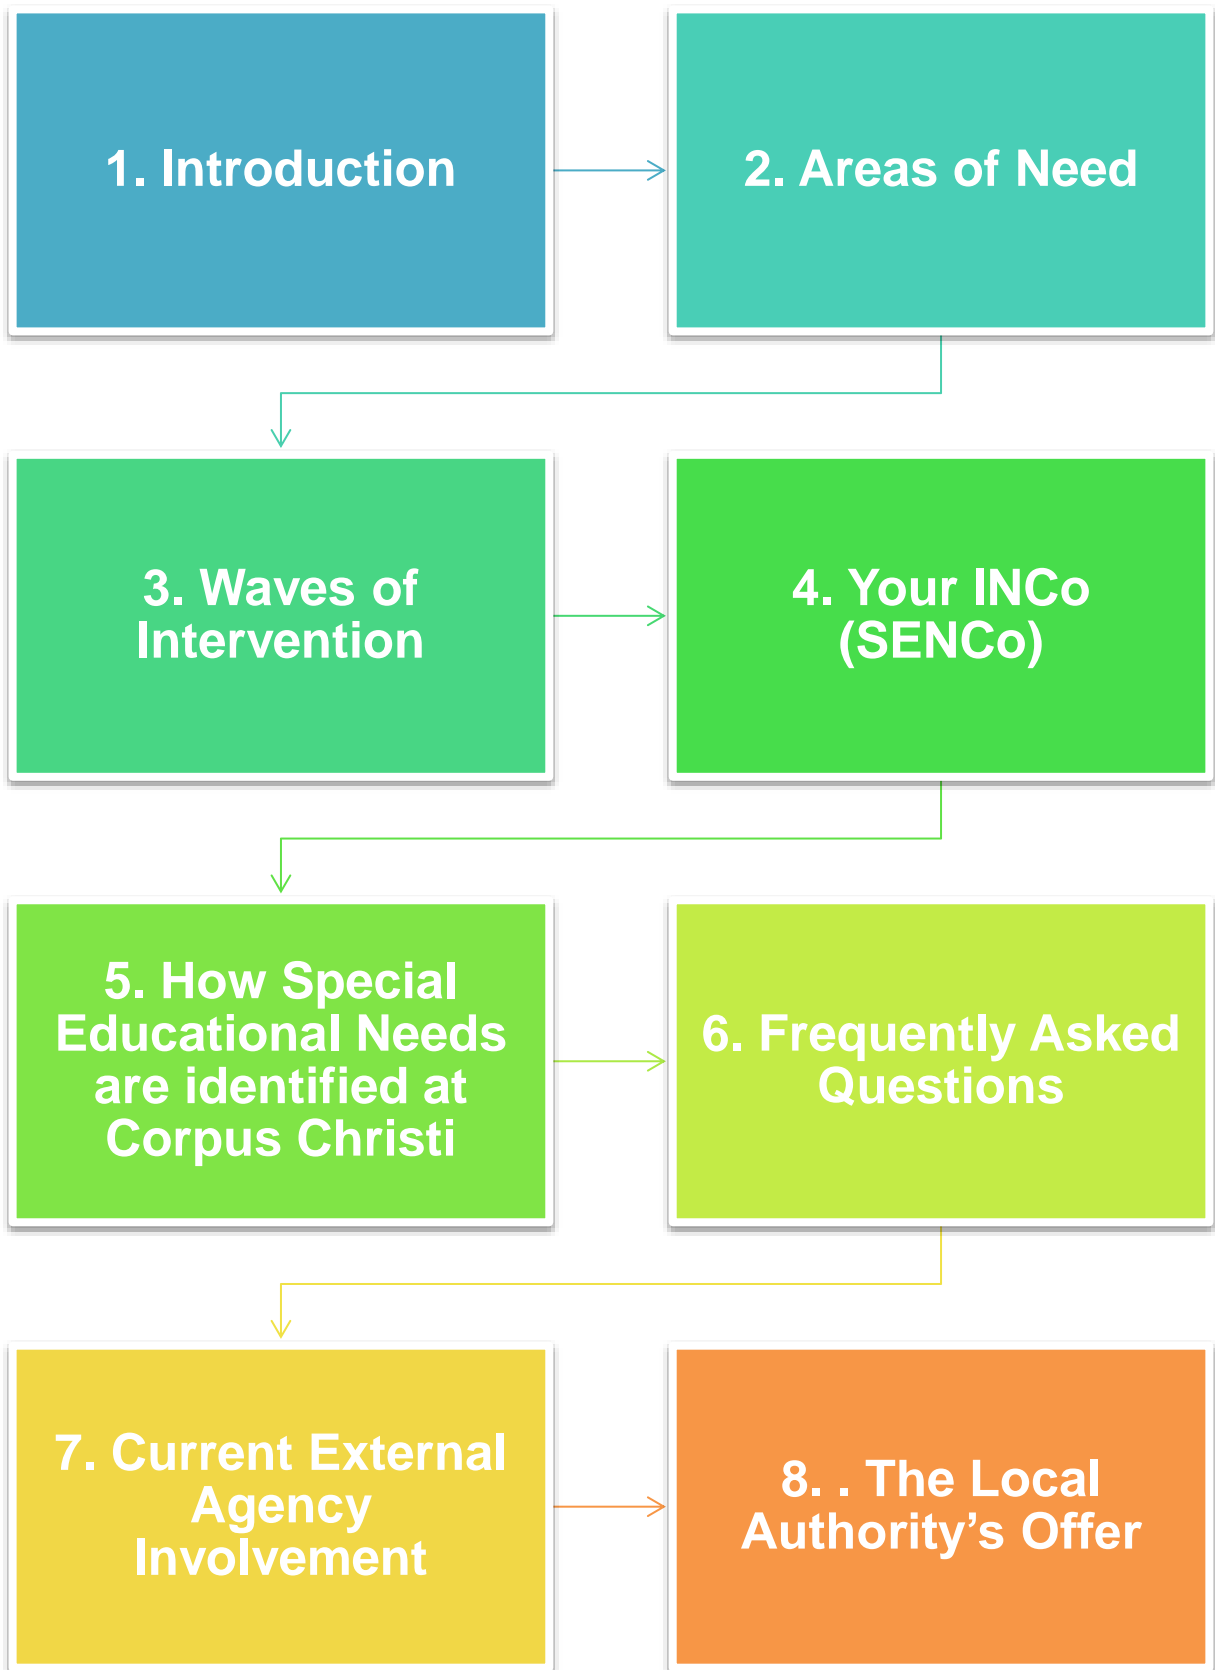 1. Introduction
2. Areas of Need
3. Waves of
Intervention
4. Your INCo
(SENCo)
5. How Special
Educational Needs
are identified at
Corpus Christi
6. Frequently Asked
Questions
7. Current External
Agency
Involvement
8. . The Local
Authority’s Offer